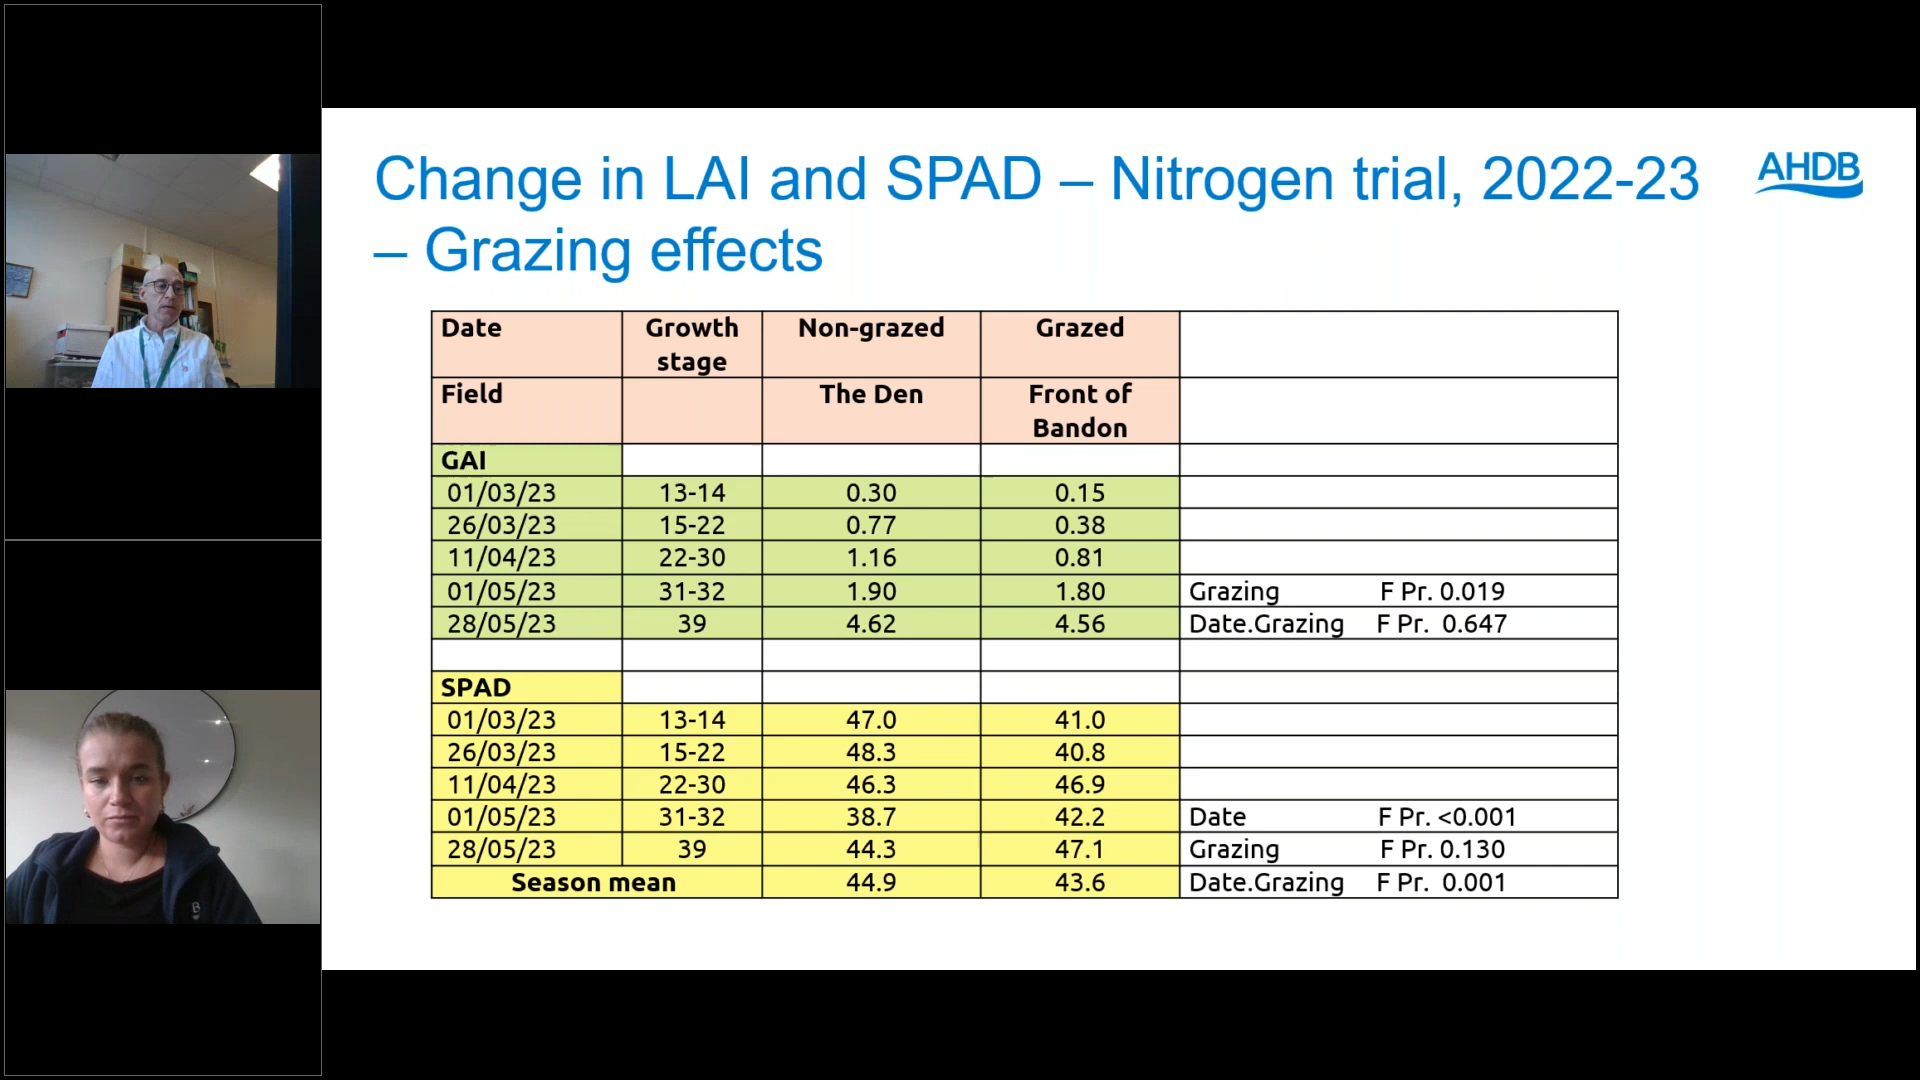 Change in LAI and SPAD – Nitrogen trial, 2022-23
– Grazing effects
AHDB
Date Growth stage Non-grazed Grazed
Field The Den Front of Bandon
GAI
01/03/23 13-14 0.30 0.15
26/03/23 15-22 0.77 0.38
11/04/23 22-30 1.16 0.81
01/05/23 31-32 1.90 1.80 Grazing F Pr. 0.019
28/05/23 39 4.62 4.56 Date.Grazing F Pr. 0.647
SPAD
01/03/23 13-14 47.0 41.0
26/03/23 15-22 48.3 40.8
11/04/23 22-30 46.3 46.9
01/05/23 31-32 38.7 42.2 Date F Pr. <0.001
28/05/23 39 44.3 47.1 Grazing F Pr. 0.130
Season mean 44.9 43.6 Date.Grazing F Pr. 0.001